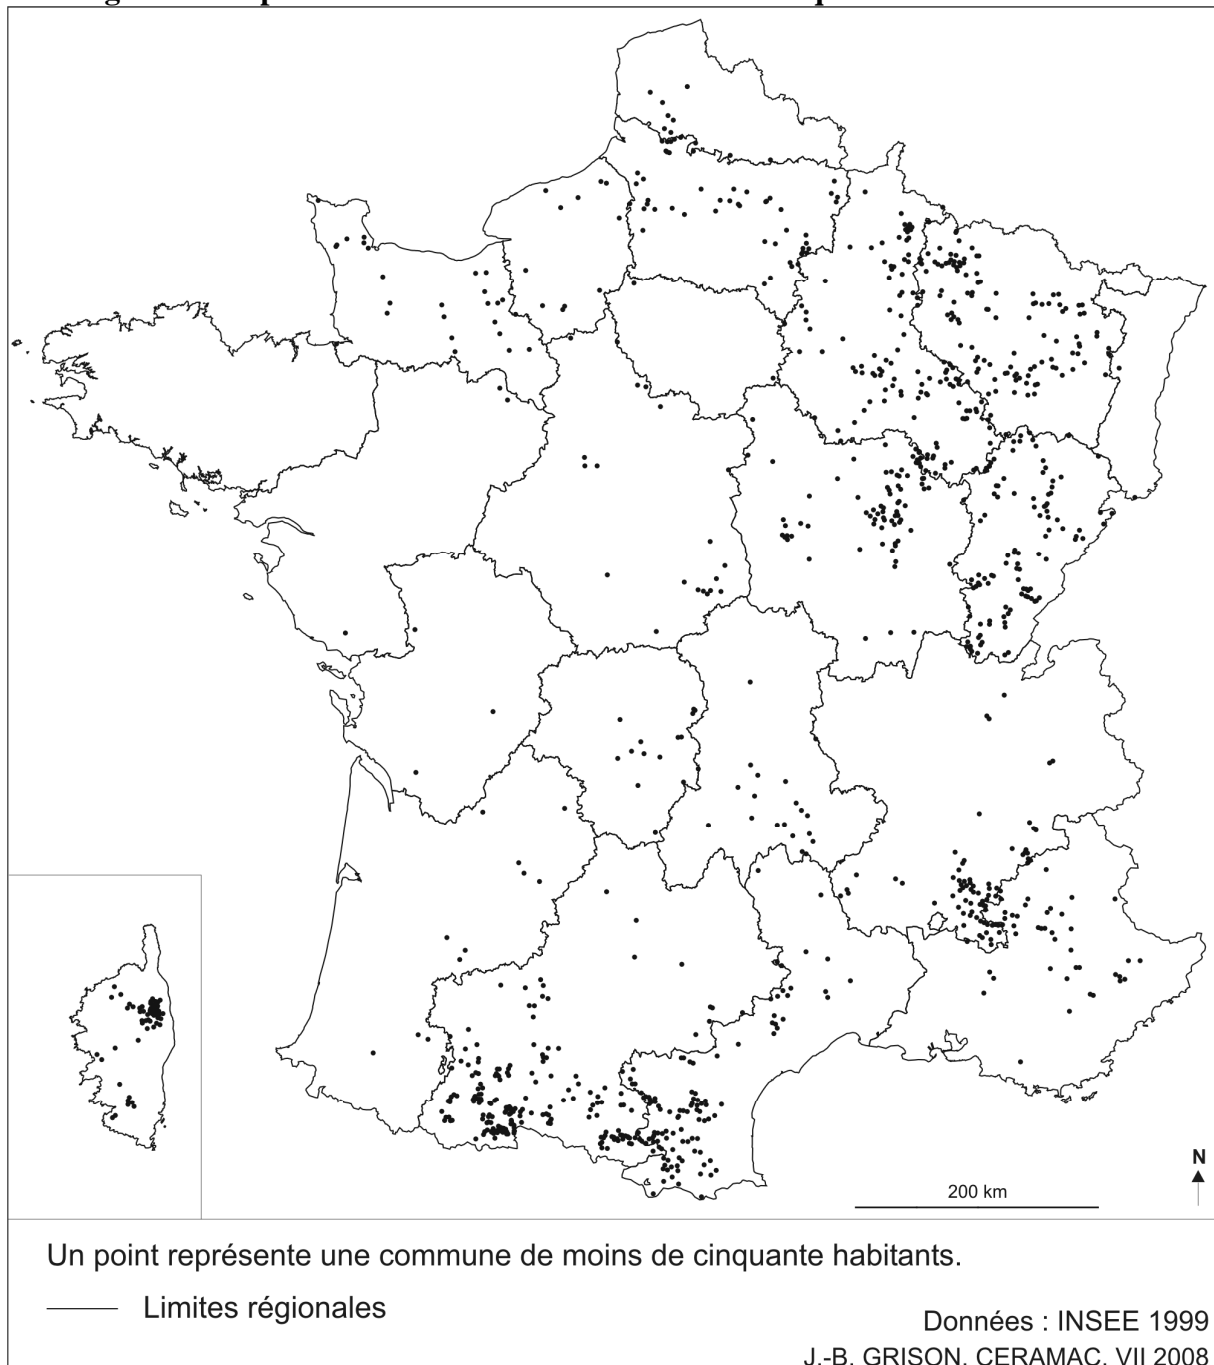 N
200 km
Un point représente une commune de moins de cinquante habitants.
Limites régionales
Données : INSEE 1999
J.-B. GRISON, CERAMAC, VII 2008